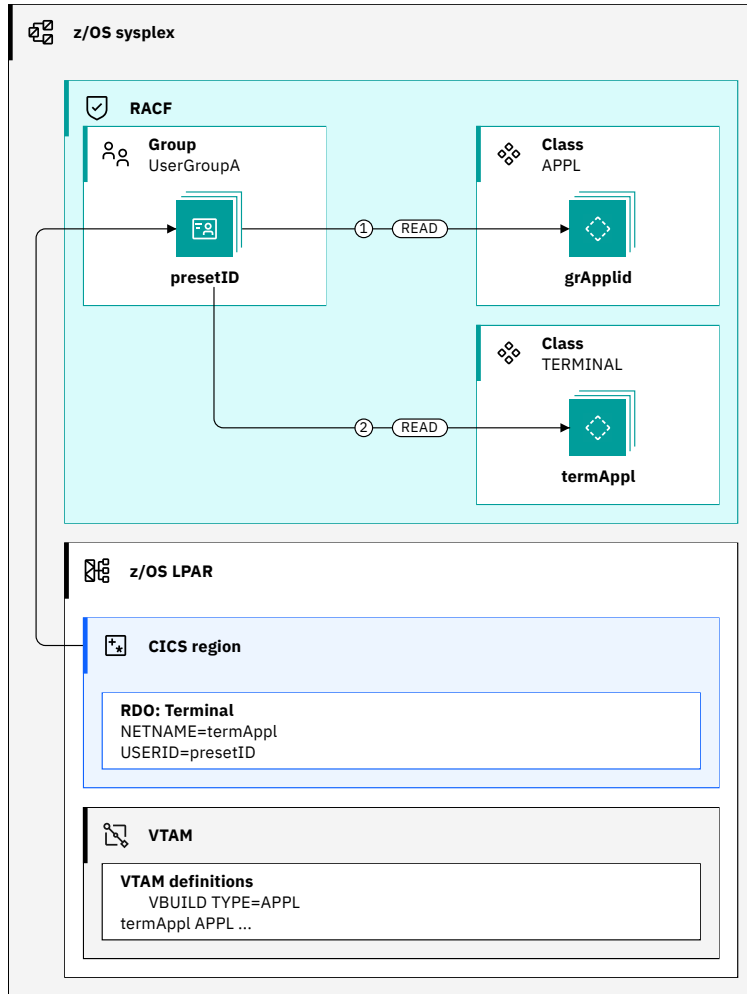 z/OS sysplex
RACF
Group
UserGroupA
presetID
1
READ
Class
APPL
grApplid
2
READ
Class
TERMINAL
termAppl
z/OS LPAR
CICS region
RDO: Terminal
NETNAME=termAppl
USERID=presetID
VTAM
VTAM definitions
VBUILD TYPE=APPL
termAppl APPL ...